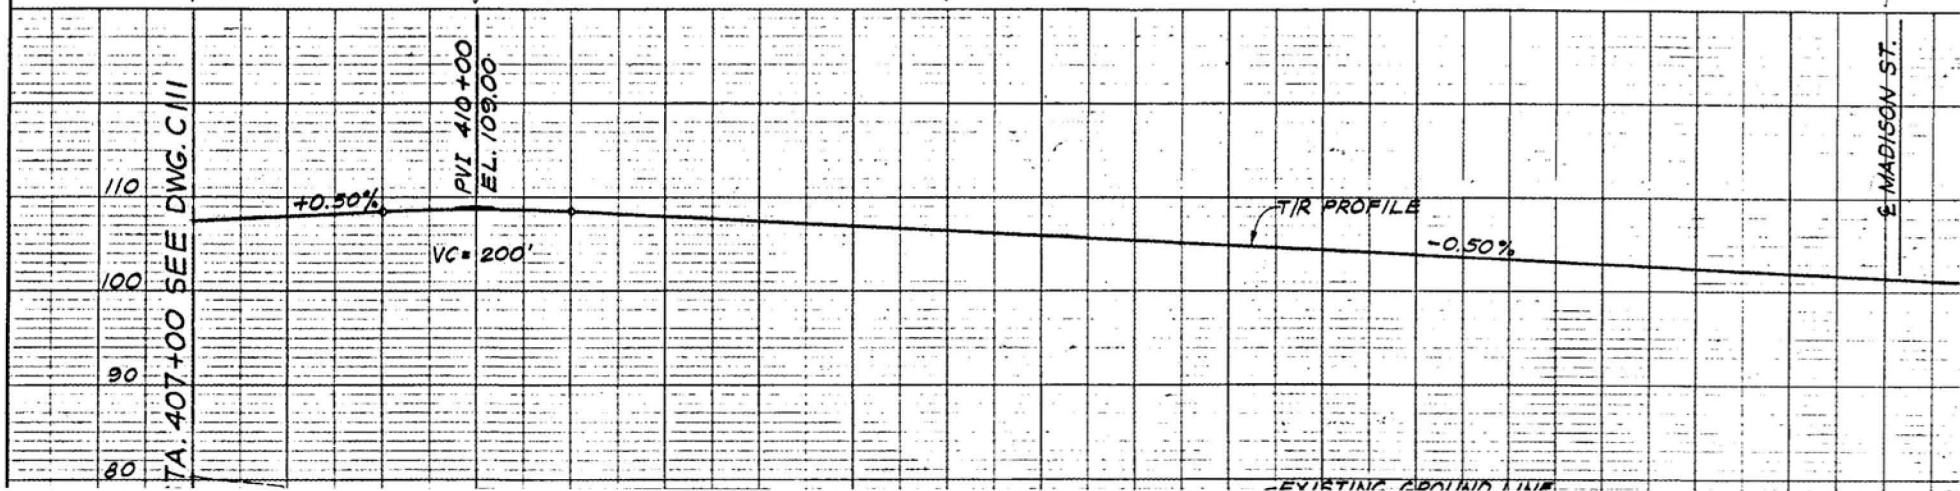 TA. 407+00 SEE DWG. C111
PVI 410+00
EL. 109.00
℄ MADISON ST.
110
+0.50%
T/R PROFILE
VC = 200'
-0.50%
100
90
80
EXISTING GROUND LINE